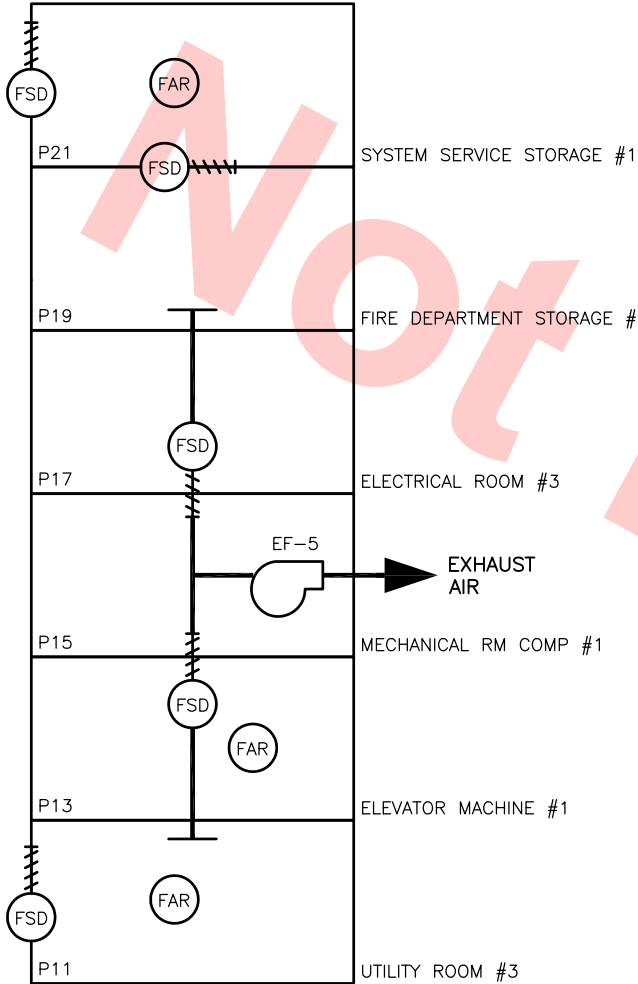 FSD
FAR
P21
FSD
SYSTEM SERVICE STORAGE #1
P19
FIRE DEPARTMENT STORAGE #
FSD
P17
ELECTRICAL ROOM #3
EF-5
EXHAUST
AIR
P15
MECHANICAL RM COMP #1
FSD
FAR
P13
ELEVATOR MACHINE #1
FAR
FSD
P11
UTILITY ROOM #3
Not